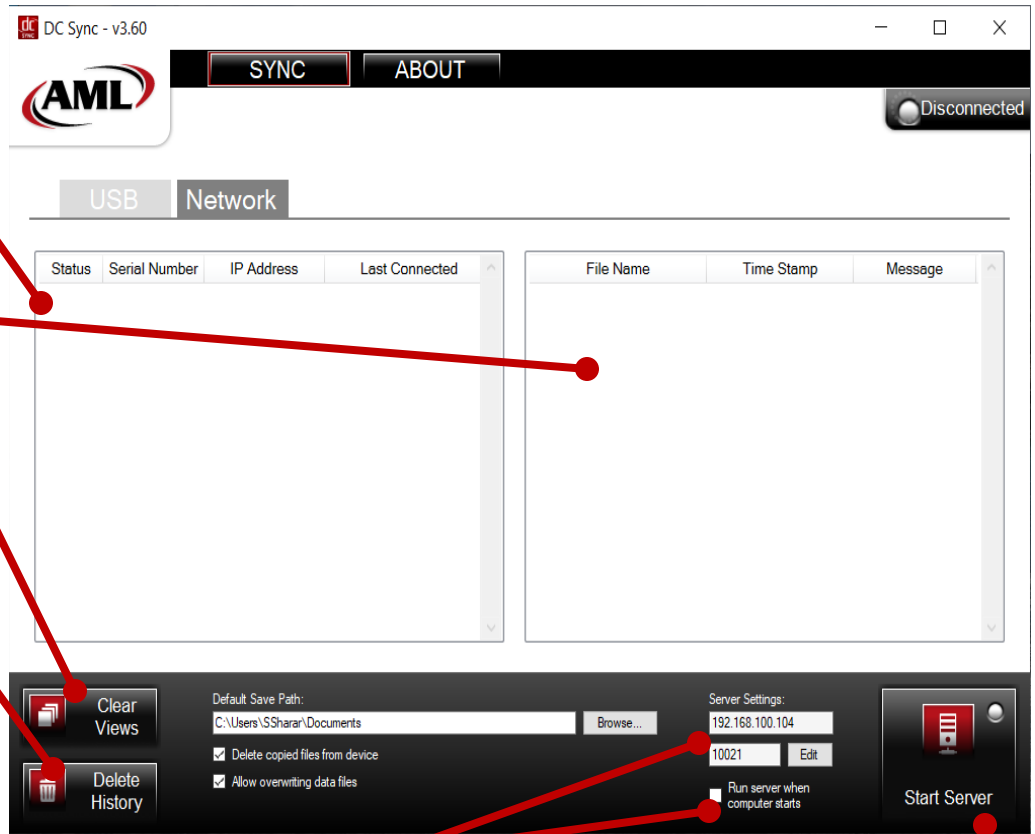 dc SYNC DC Sync - v3.60
AML
SYNC ABOUT
Disconnected
USB Network
Status Serial Number IP Address Last Connected
File Name Time Stamp Message
Clear
Views
Delete
History
Default Save Path:
C:\Users\SSharar\Documents Browse...
Delete copied files from device
Allow overwriting data files
Server Settings:
192.168.100.104
10021 Edit
Run server when
computer starts
Start Server